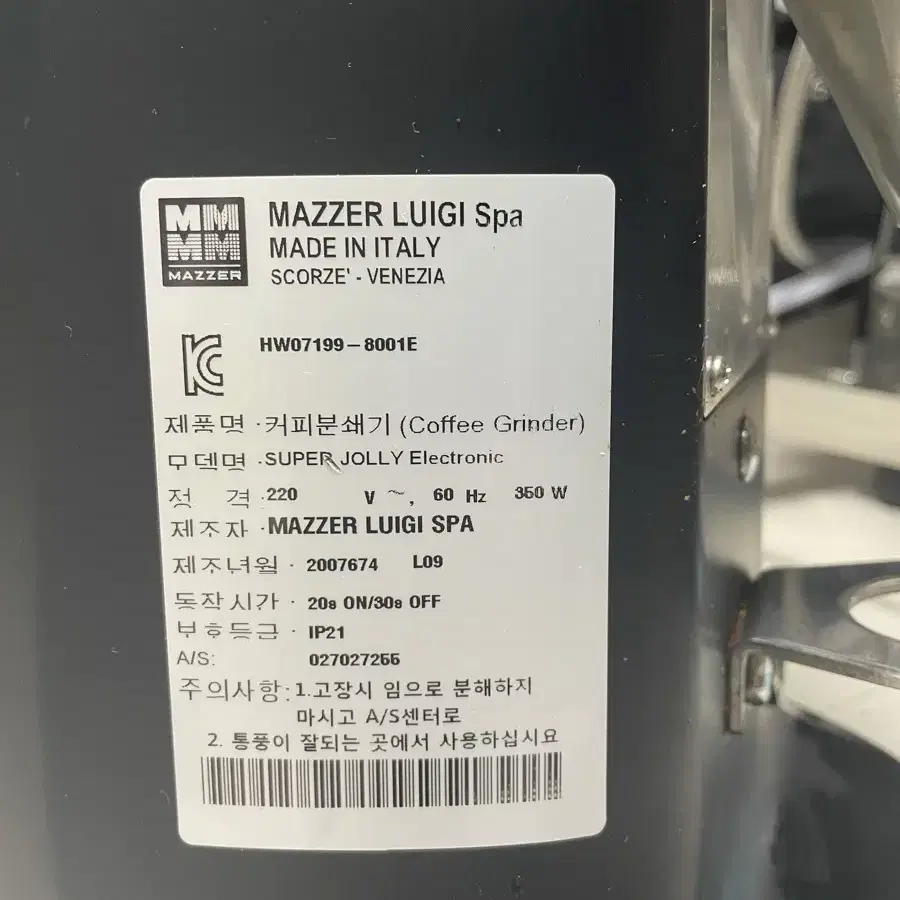 MAZZER
MAZZER LUIGI Spa
MADE IN ITALY
SCORZE' - VENEZIA
HW07199-8001E
제품명 · 커피분쇄기 (Coffee Grinder)
모델명 · SUPER JOLLY Electronic
정 격 · 220 V ~, 60 Hz 350 W
제조자 · MAZZER LUIGI SPA
제조년월 · 2007674 L09
동작시간 · 20s ON/30s OFF
보호등급 · IP21
A/S: 027027255
주의사항: 1.고장시 임으로 분해하지
마시고 A/S센터로
2. 통풍이 잘되는 곳에서 사용하십시요